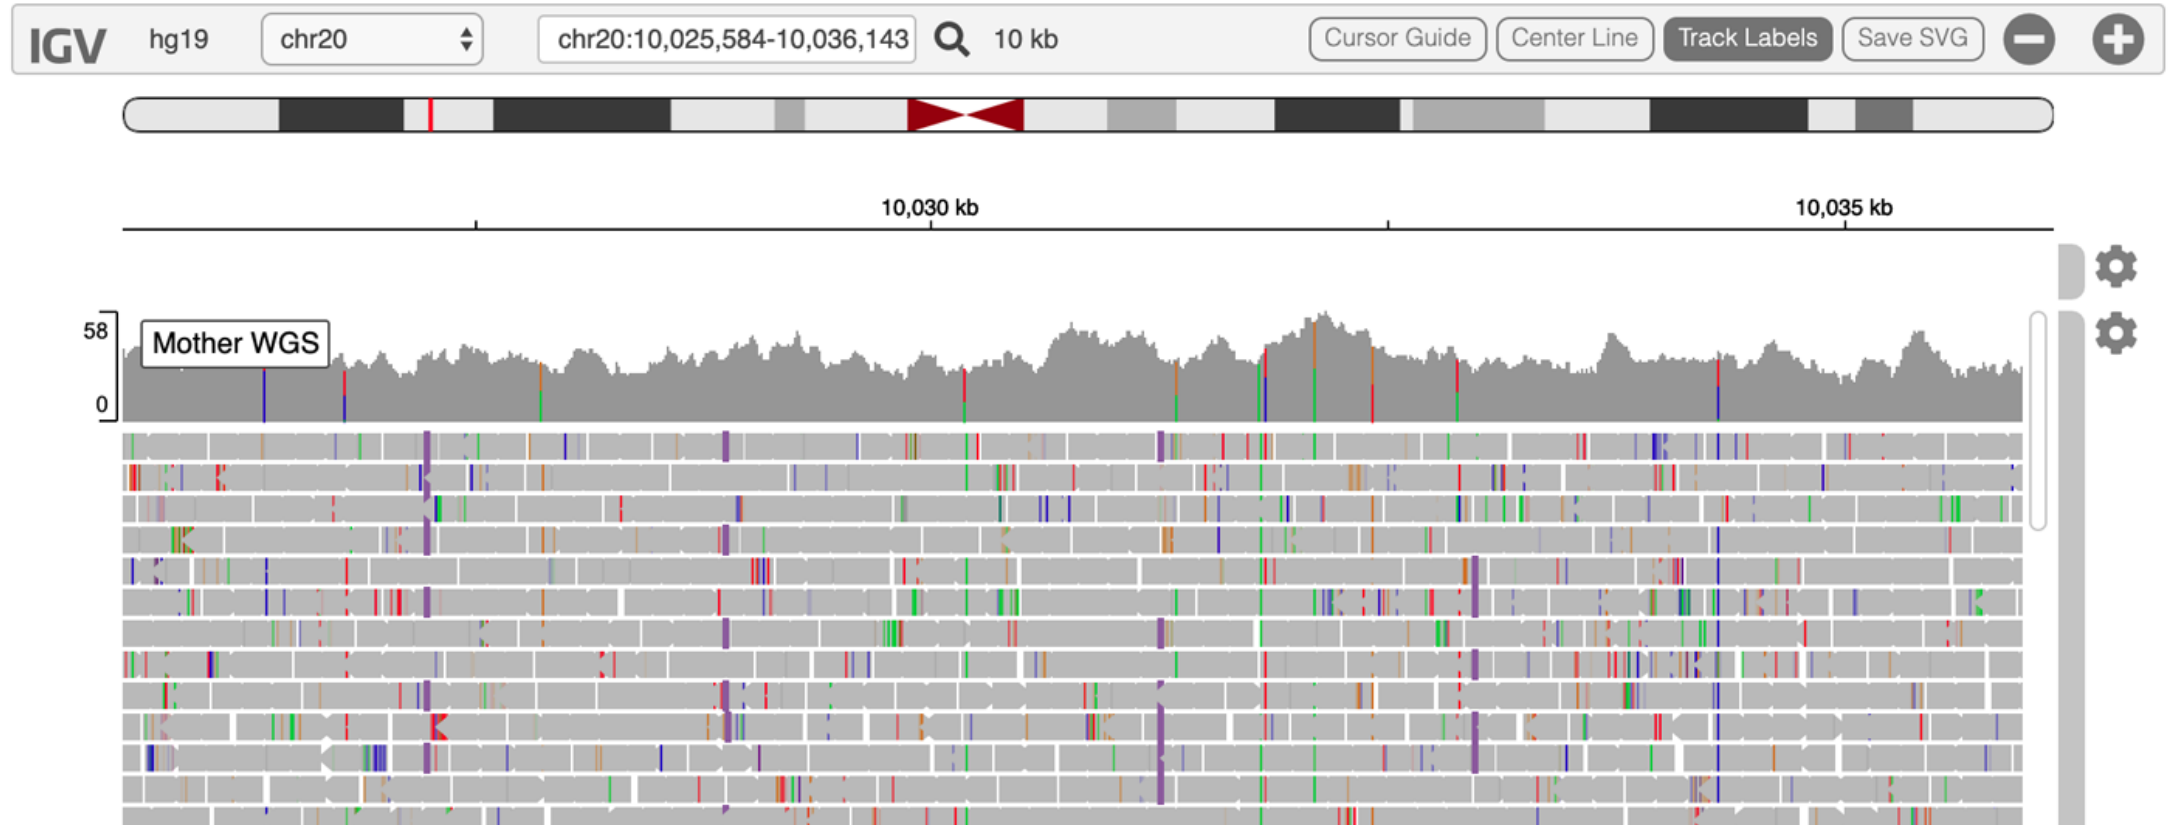 IGV hg19 chr20 chr20:10,025,584-10,036,143 10 kb Cursor Guide Center Line Track Labels Save SVG
10,030 kb 10,035 kb
58
Mother WGS
0